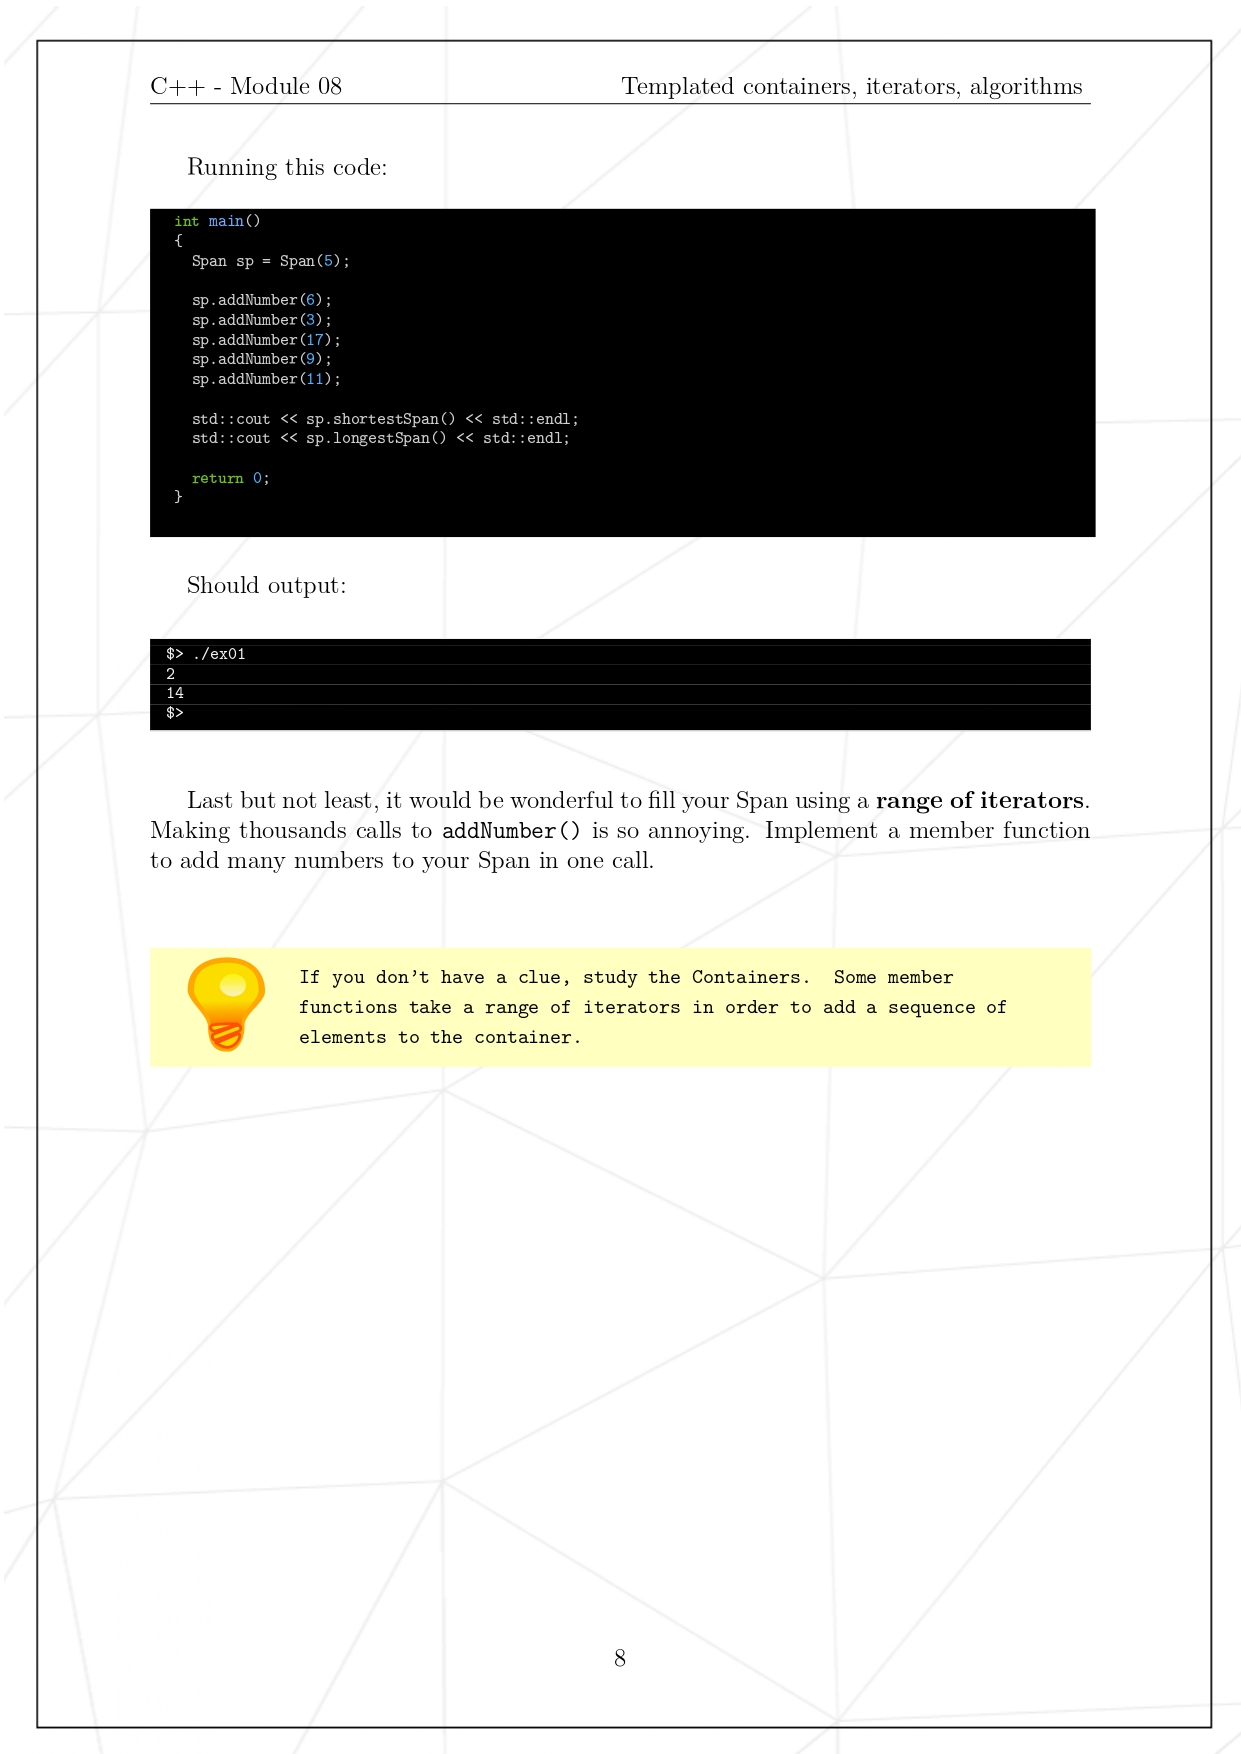 C++ - Module 08 Templated containers, iterators, algorithms
Running this code:
int main()
{
Span sp = Span(5);
sp.addNumber(6);
sp.addNumber(3);
sp.addNumber(17);
sp.addNumber(9);
sp.addNumber(11);
std::cout << sp.shortestSpan() << std::endl;
std::cout << sp.longestSpan() << std::endl;
return 0;
}
Should output:
$> ./ex01
2
14
$>
Last but not least, it would be wonderful to fill your Span using a range of iterators.
Making thousands calls to addNumber() is so annoying. Implement a member function
to add many numbers to your Span in one call.
If you don't have a clue, study the Containers. Some member
functions take a range of iterators in order to add a sequence of
elements to the container.
8